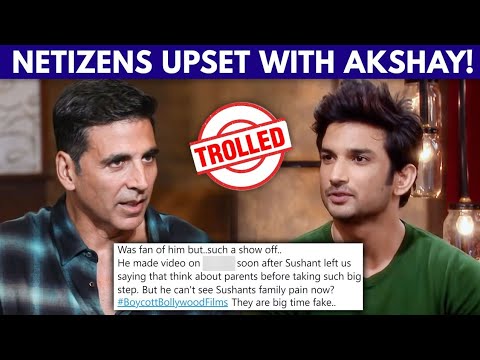 NETIZENS UPSET WITH AKSHAY!
TROLLED
Was fan of him but..such a show off..
He made video on soon after Sushant left us
saying that think about parents before taking such big
step. But he can't see Sushants family pain now?
#BoycottBollywoodFilms They are big time fake..